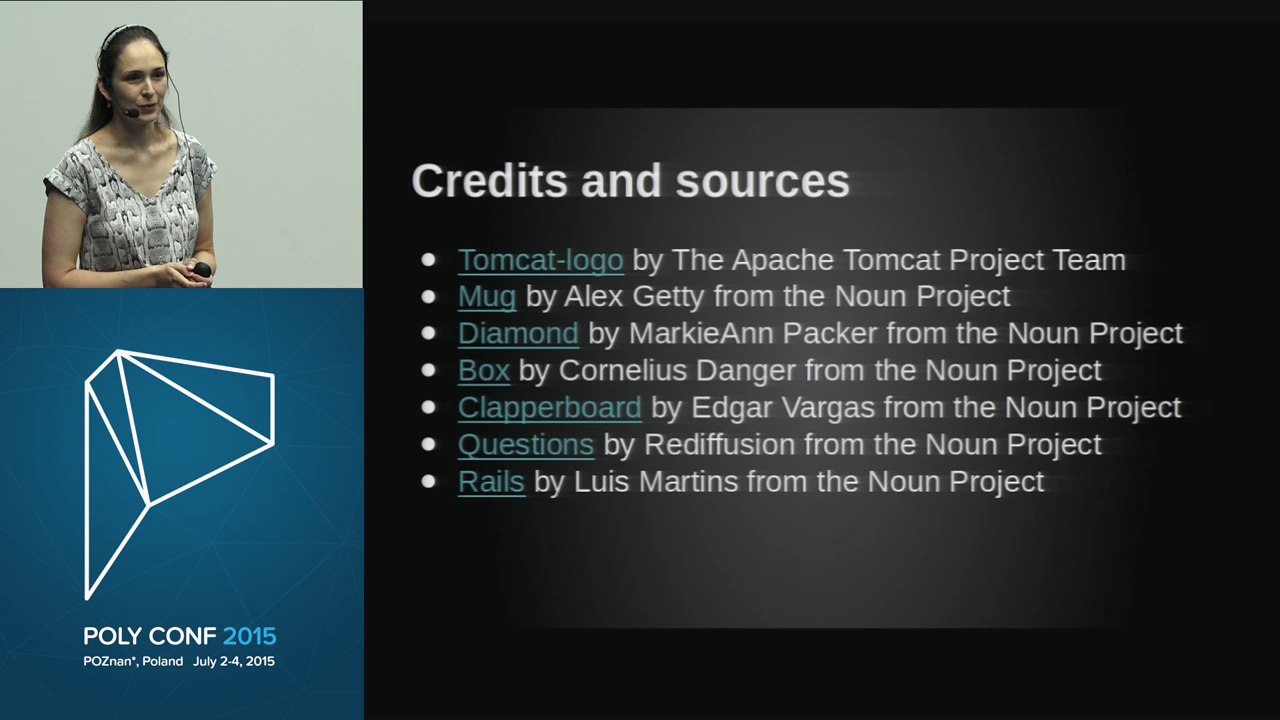 Credits and sources
Tomcat-logo by The Apache Tomcat Project Team
Mug by Alex Getty from the Noun Project
Diamond by MarkieAnn Packer from the Noun Project
Box by Cornelius Danger from the Noun Project
Clapperboard by Edgar Vargas from the Noun Project
Questions by Rediffusion from the Noun Project
Rails by Luis Martins from the Noun Project
POLY CONF 2015
POZnan*, Poland July 2-4, 2015